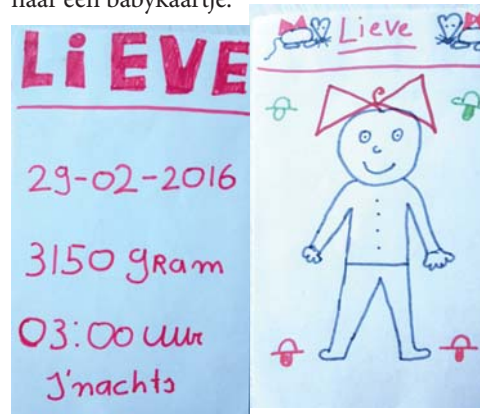 naar een babykaartje.
LiEVE
29-02-2016
3150 gRam
03:00 uur
s'nachts
Lieve